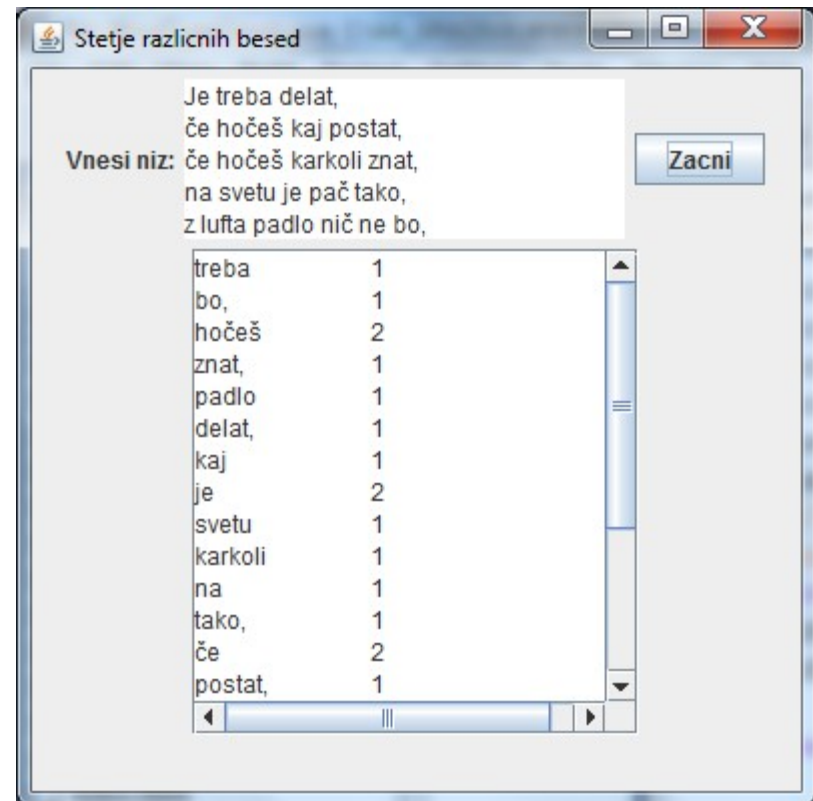 Stetje razlicnih besed
Je treba delat,
če hočeš kaj postat,
Vnesi niz: če hočeš karkoli znat, Zacni
na svetu je pač tako,
z lufta padlo nič ne bo,
treba 1
bo, 1
hočeš 2
znat, 1
padlo 1
delat, 1
kaj 1
je 2
svetu 1
karkoli 1
na 1
tako, 1
če 2
postat, 1